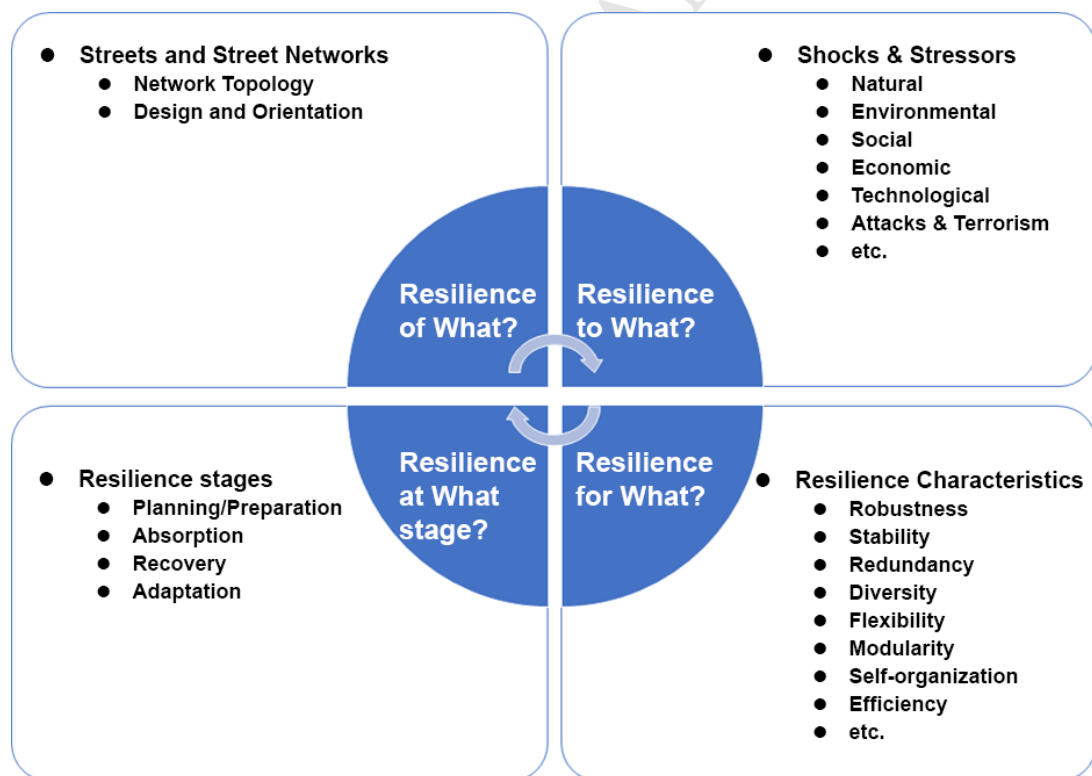 Streets and Street Networks
Network Topology
Design and Orientation
Shocks & Stressors
Natural
Environmental
Social
Economic
Technological
Attacks & Terrorism
etc.
Resilience
of What?
Resilience
to What?
Resilience
at What
stage?
Resilience
for What?
Resilience stages
Planning/Preparation
Absorption
Recovery
Adaptation
Resilience Characteristics
Robustness
Stability
Redundancy
Diversity
Flexibility
Modularity
Self-organization
Efficiency
etc.